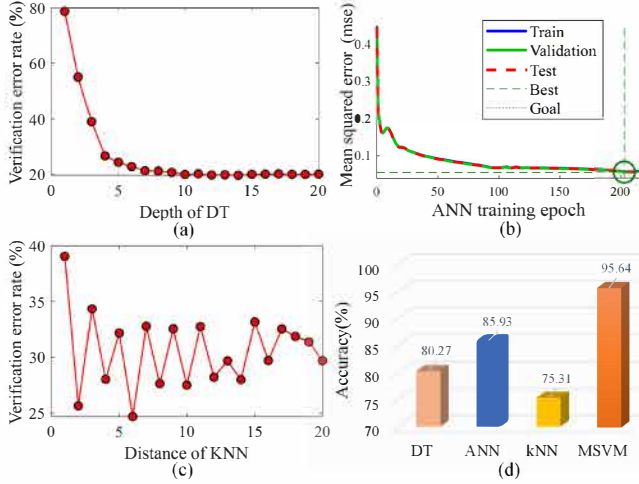 Verification error rate (%)
80
60
40
20
0
5
10
15
20
Depth of DT
(a)
Mean squared error (mse)
0.4
0.3
0.2
0.1
0
50
100
150
200
Train
Validation
Test
Best
Goal
ANN training epoch
(b)
Verification error rate (%)
40
35
30
25
0
5
10
15
20
Distance of KNN
(c)
Accuracy(%)
100
95
90
85
80
75
70
80.27
85.93
75.31
95.64
DT
ANN
kNN
MSVM
(d)